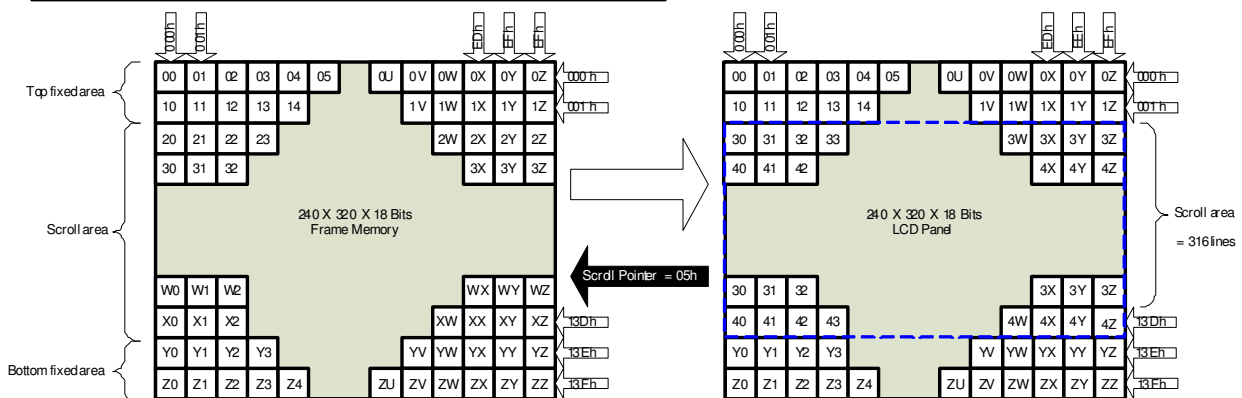 000h 001h EDh EFh EFh 000h 001h EDh EEh EFh
00 01 02 03 04 05 0U 0V 0W 0X 0Y 0Z 000h 00 01 02 03 04 05 0U 0V 0W 0X 0Y 0Z 000h
Top fixed area
10 11 12 13 14 1V 1W 1X 1Y 1Z 001h 10 11 12 13 14 1V 1W 1X 1Y 1Z 001h
20 21 22 23 2W 2X 2Y 2Z 30 31 32 33 3W 3X 3Y 3Z
30 31 32 3X 3Y 3Z 40 41 42 4X 4Y 4Z
240 X 320 X 18 Bits
Frame Memory
240 X 320 X 18 Bits
LCD Panel
Scroll area
Scroll area
= 316 lines
Scroll Pointer = 05h
W0 W1 W2 WX WY WZ 30 31 32 3X 3Y 3Z
X0 X1 X2 XW XX XY XZ 13Dh 40 41 42 43 4W 4X 4Y 4Z 13Dh
Y0 Y1 Y2 Y3 YV YW YX YY YZ 13Eh Y0 Y1 Y2 Y3 YV YW YX YY YZ 13Eh
Bottom fixed area
Z0 Z1 Z2 Z3 Z4 ZU ZV ZW ZX ZY ZZ 13Fh Z0 Z1 Z2 Z3 Z4 ZU ZV ZW ZX ZY ZZ 13Fh